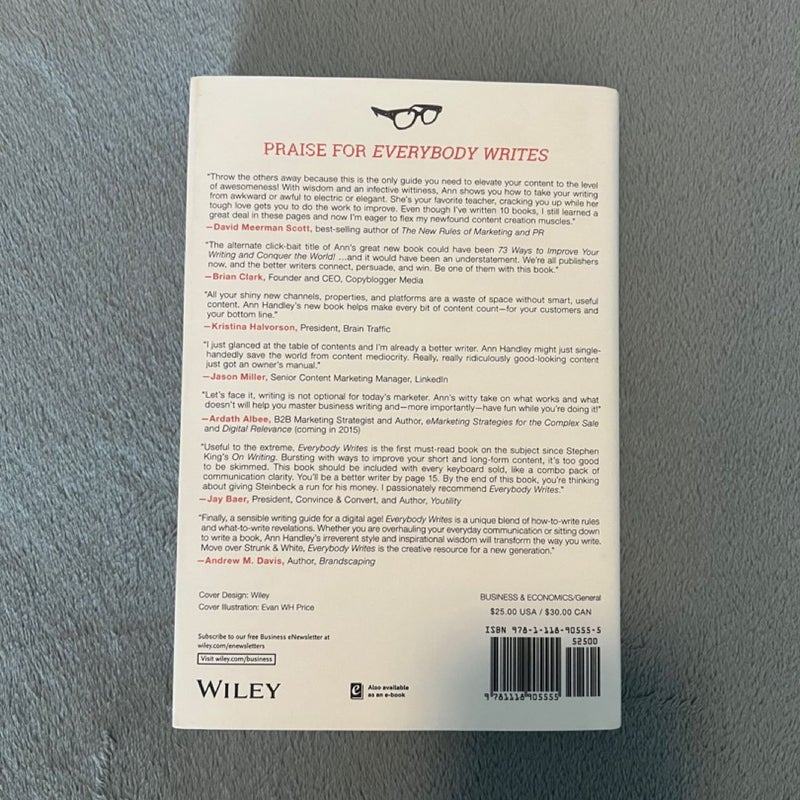 PRAISE FOR EVERYBODY WRITES
"Throw the others away because this is the only guide you need to elevate your content to the level
of awesomeness! With wisdom and an infective wittiness, Ann shows you how to take your writing
from awkward or awful to electric or elegant. She's your favorite teacher, cracking you up while her
tough love gets you to do the work to improve. Even though I've written 10 books, I still learned a
great deal in these pages and now I'm eager to flex my newfound content creation muscles."
—David Meerman Scott, best-selling author of The New Rules of Marketing and PR
"The alternate click-bait title of Ann's great new book could have been 73 Ways to Improve Your
Writing and Conquer the World! ...and it would have been an understatement. We're all publishers
now, and the better writers connect, persuade, and win. Be one of them with this book."
—Brian Clark, Founder and CEO, Copyblogger Media
"All your shiny new channels, properties, and platforms are a waste of space without smart, useful
content. Ann Handley's new book helps make every bit of content count—for your customers and
your bottom line."
—Kristina Halvorson, President, Brain Traffic
"I just glanced at the table of contents and I'm already a better writer. Ann Handley might just single-
handedly save the world from content mediocrity. Really, really ridiculously good-looking content
just got an owner's manual."
—Jason Miller, Senior Content Marketing Manager, LinkedIn
"Let's face it, writing is not optional for today's marketer. Ann's witty take on what works and what
doesn't will help you master business writing and—more importantly—have fun while you're doing it!"
—Ardath Albee, B2B Marketing Strategist and Author, eMarketing Strategies for the Complex Sale
and Digital Relevance (coming in 2015)
"Useful to the extreme, Everybody Writes is the first must-read book on the subject since Stephen
King's On Writing. Bursting with ways to improve your short and long-form content, it's too good
to be skimmed. This book should be included with every keyboard sold, like a combo pack of
communication clarity. You'll be a better writer by page 15. By the end of this book, you're thinking
about giving Steinbeck a run for his money. I passionately recommend Everybody Writes."
—Jay Baer, President, Convince & Convert, and Author, Youtility
"Finally, a sensible writing guide for a digital age! Everybody Writes is a unique blend of how-to-write rules
and what-to-write revelations. Whether you are overhauling your everyday communication or sitting down
to write a book, Ann Handley's irreverent style and inspirational wisdom will transform the way you write.
Move over Strunk & White, Everybody Writes is the creative resource for a new generation."
—Andrew M. Davis, Author, Brandscaping
Cover Design: Wiley
Cover Illustration: Evan WH Price
BUSINESS & ECONOMICS/General
$25.00 USA / $30.00 CAN
Subscribe to our free Business eNewsletter at
wiley.com/enewsletters
Visit wiley.com/business
WILEY
e
Also available
as an e-book
ISBN 978-1-118-90555-5
52500
9 781118 905555